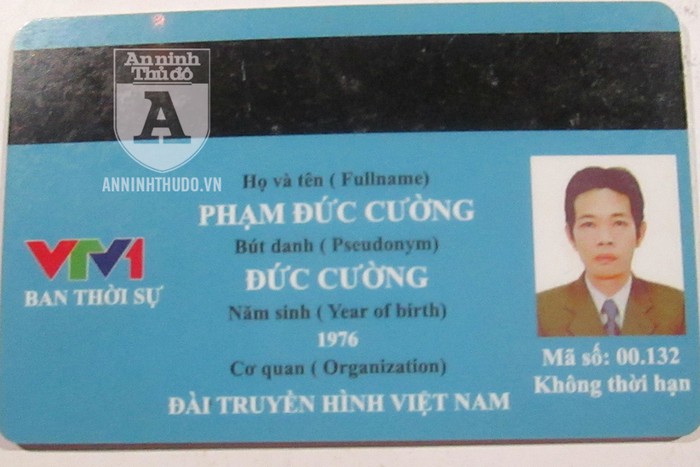 An ninh
Thủ đô
A
ANNINHTHUDO.VN
Họ và tên ( Fullname)
PHẠM ĐỨC CƯỜNG
Bút danh ( Pseudonym)
ĐỨC CƯỜNG
Năm sinh ( Year of birth)
1976
Cơ quan ( Organization)
ĐÀI TRUYỀN HÌNH VIỆT NAM
VTV1
BAN THỜI SỰ
Mã số: 00.132
Không thời hạn